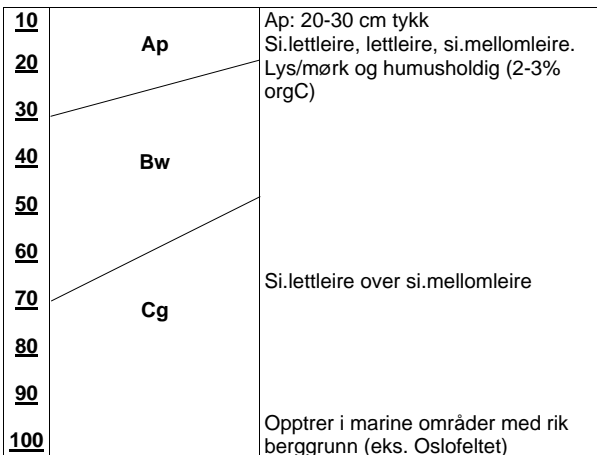 10
Ap
Ap: 20-30 cm tykk
Si.lettleire, lettleire, si.mellomleire.
20
Lys/mørk og humusholdig (2-3%
orgC)
30
40
Bw
50
60
Si.lettleire over si.mellomleire
70
Cg
80
90
Opptrer i marine områder med rik
100
berggrunn (eks. Oslofeltet)